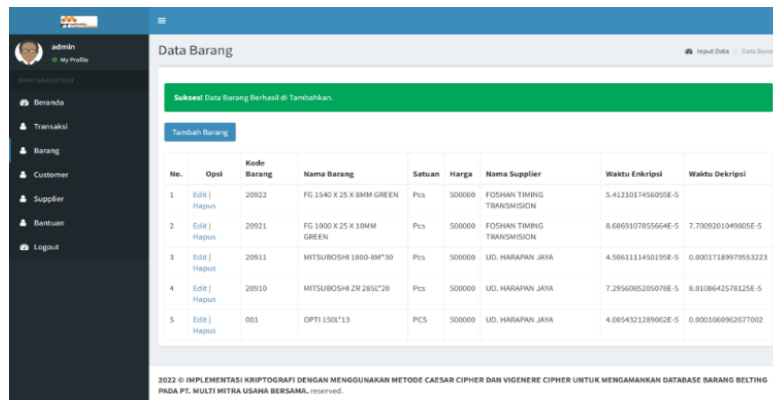 admin
My Profile
MAIN NAVIGATION
Beranda
Transaksi
Barang
Customer
Supplier
Bantuan
Logout
Data Barang
Input Data > Data Baran
Sukses! Data Barang Berhasil di Tambahkan.
Tambah Barang
No. Opsi Kode Barang Nama Barang Satuan Harga Nama Supplier Waktu Enkripsi Waktu Dekripsi
1 Edit | Hapus 20922 FG 1540 X 25 X 8MM GREEN Pcs 500000 FOSHAN TIMING TRANSMISION 5.4121017456055E-5
2 Edit | Hapus 20921 FG 1000 X 25 X 10MM GREEN Pcs 500000 FOSHAN TIMING TRANSMISION 8.6069107055664E-5 7.7009201049805E-5
3 Edit | Hapus 20911 MITSUBOSHI 1800-8M*30 Pcs 500000 UD. HARAPAN JAYA 4.5061111450195E-5 0.00017189979553223
4 Edit | Hapus 20910 MITSUBOSHI ZR 285L*20 Pcs 500000 UD. HARAPAN JAYA 7.2956085205078E-5 8.0108642578125E-5
5 Edit | Hapus 001 OPTI 150L*13 PCS 500000 UD. HARAPAN JAYA 4.0054321289062E-5 0.0001060962677002
2022 © IMPLEMENTASI KRIPTOGRAFI DENGAN MENGGUNAKAN METODE CAESAR CIPHER DAN VIGENERE CIPHER UNTUK MENGAMANKAN DATABASE BARANG BELTING
PADA PT. MULTI MITRA USAHA BERSAMA. reserved.